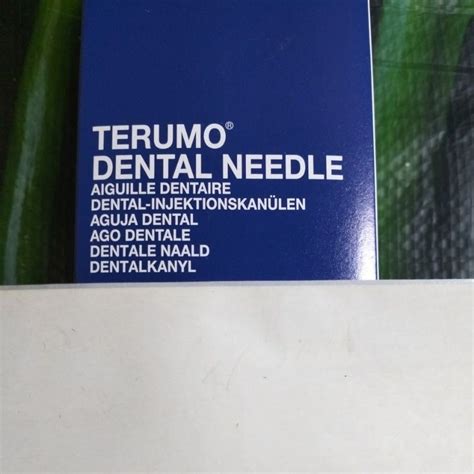 TERUMO®
DENTAL NEEDLE
AIGUILLE DENTAIRE
DENTAL-INJEKTIONSKANÜLEN
AGUJA DENTAL
AGO DENTALE
DENTALE NAALD
DENTALKANYL